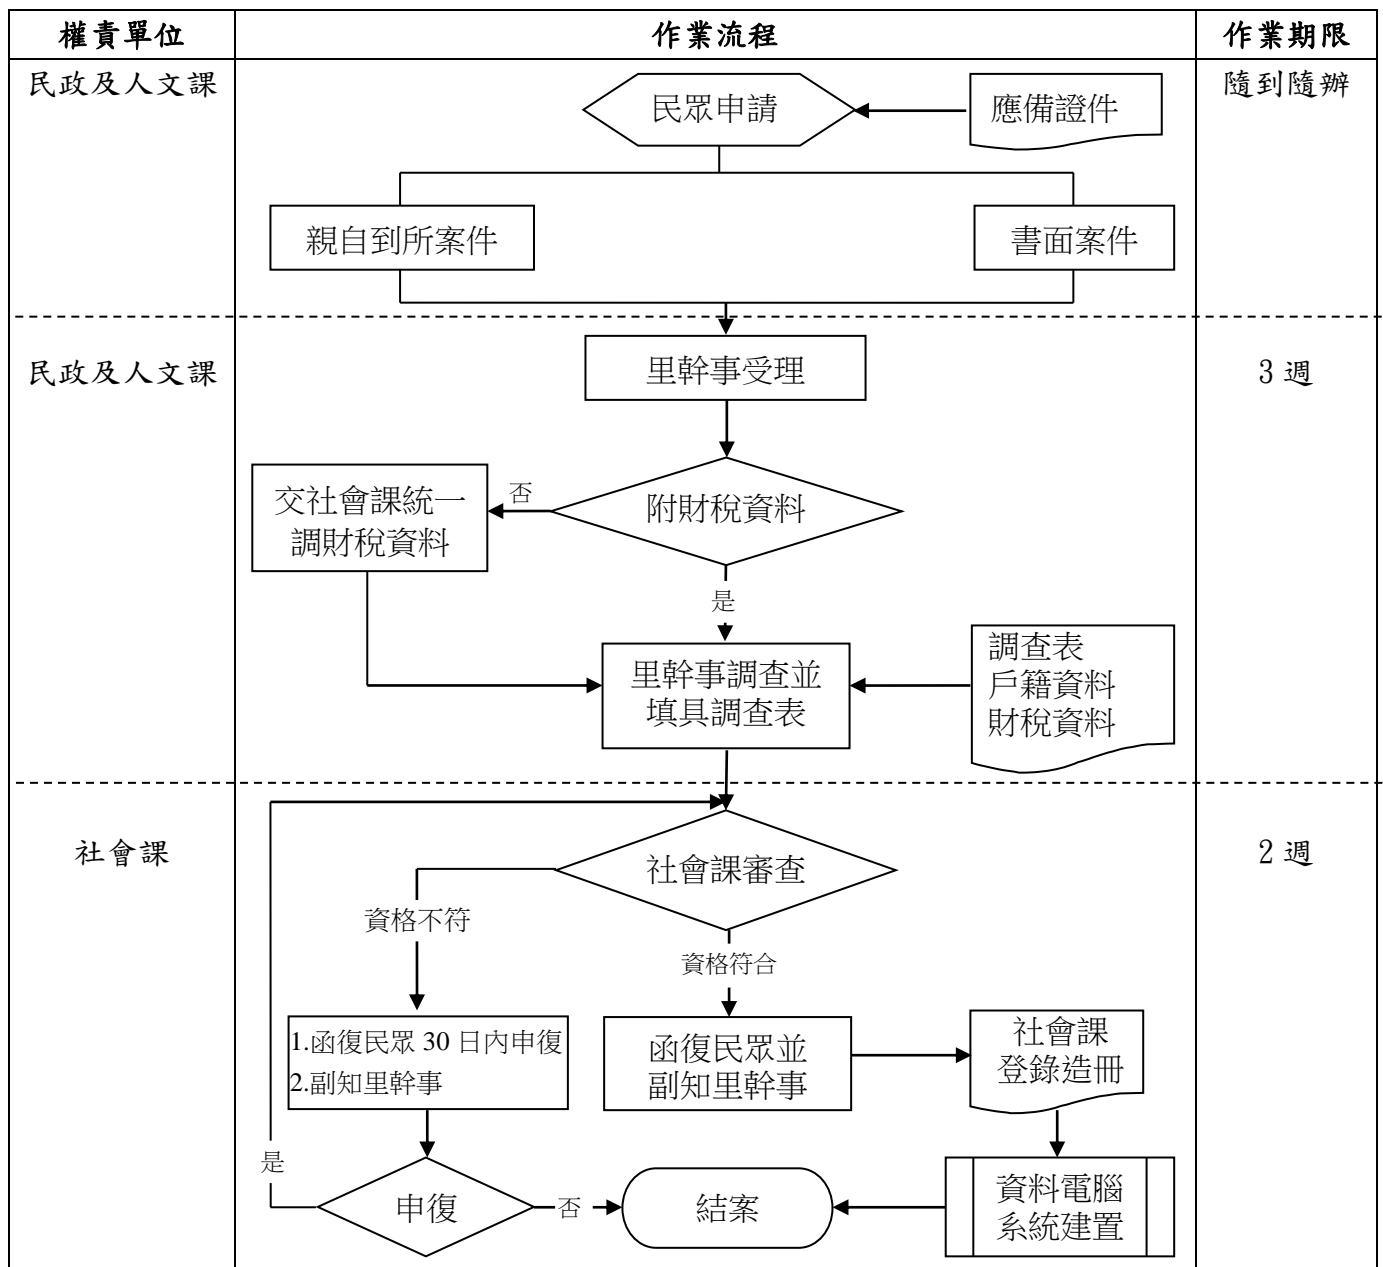 權責單位
作業流程
作業期限
民政及人文課
民眾申請
應備證件
隨到隨辦
親自到所案件
書面案件
民政及人文課
里幹事受理
3 週
交社會課統一
調財稅資料
否
附財稅資料
是
里幹事調查並
填具調查表
調查表
戶籍資料
財稅資料
社會課
社會課審查
2 週
資格不符
資格符合
1.函復民眾 30 日內申復
2.副知里幹事
函復民眾並
副知里幹事
社會課
登錄造冊
是
申復
否
結案
資料電腦
系統建置